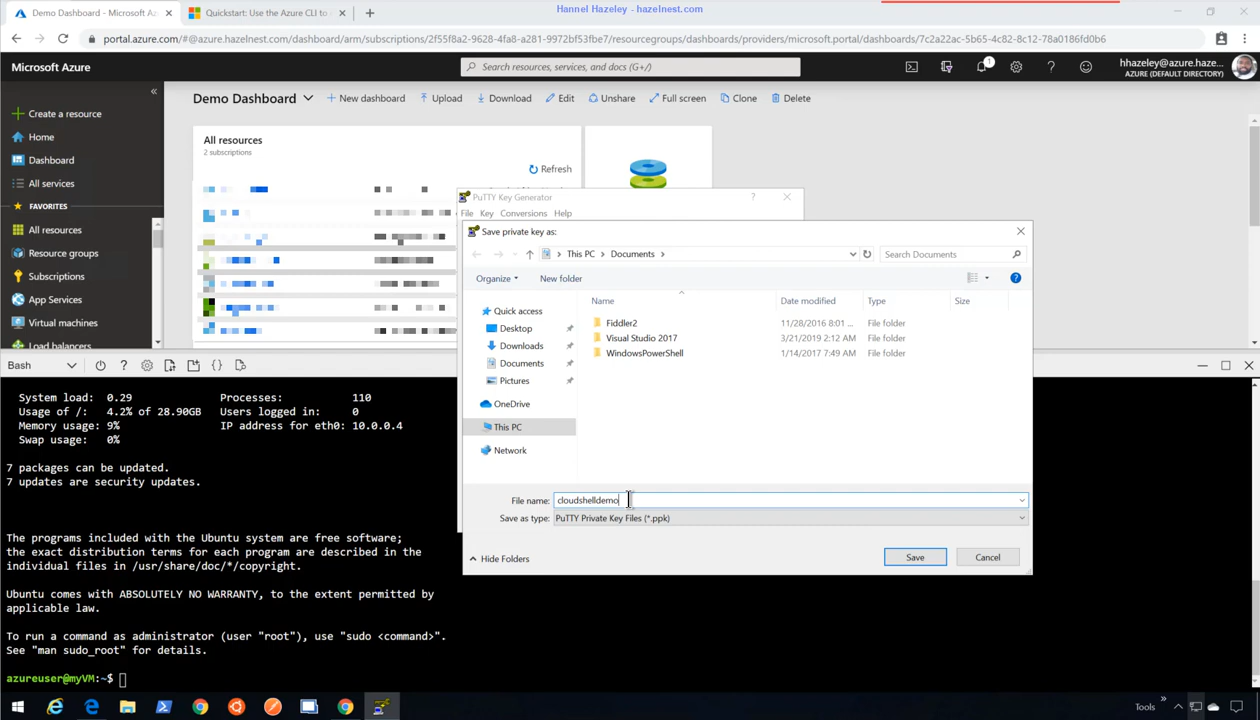 Demo Dashboard - Microsoft Azure
Quickstart: Use the Azure CLI to
Hannel Hazeley - hazelnest.com
portal.azure.com/#@azure.hazelnest.com/dashboard/arm/subscriptions/2f55f8a2-9628-4fa8-a281-9972bf53fbe7/resourcegroups/dashboards/providers/microsoft.portal/dashboards/7c2a22ac-5b65-4c82-8c12-78a0186fd0b6
Microsoft Azure
Search resources, services, and docs (G+/)
1
hhazeley@azure.haze...
AZURE (DEFAULT DIRECTORY)
«
Create a resource
Home
Dashboard
All services
FAVORITES
All resources
Resource groups
Subscriptions
App Services
Virtual machines
Load balancers
Demo Dashboard
New dashboard
Upload
Download
Edit
Unshare
Full screen
Clone
Delete
All resources
2 subscriptions
Refresh
PuTTY Key Generator
File Key Conversions Help
Save private key as:
This PC > Documents >
Search Documents
Organize
New folder
Name Date modified Type Size
Quick access
Desktop
Downloads
Documents
Pictures
OneDrive
This PC
Network
Fiddler2 11/28/2016 8:01 ... File folder
Visual Studio 2017 3/21/2019 2:12 AM File folder
WindowsPowerShell 1/14/2017 7:49 AM File folder
File name: cloudshelldemo
Save as type: PuTTY Private Key Files (*.ppk)
Hide Folders
Save
Cancel
Bash
System load: 0.29 Processes: 110
Usage of /: 4.2% of 28.90GB Users logged in: 0
Memory usage: 9% IP address for eth0: 10.0.0.4
Swap usage: 0%
7 packages can be updated.
7 updates are security updates.
The programs included with the Ubuntu system are free software;
the exact distribution terms for each program are described in the
individual files in /usr/share/doc/*/copyright.
Ubuntu comes with ABSOLUTELY NO WARRANTY, to the extent permitted by
applicable law.
To run a command as administrator (user "root"), use "sudo <command>".
See "man sudo_root" for details.
azureuser@myVM:~$
Tools